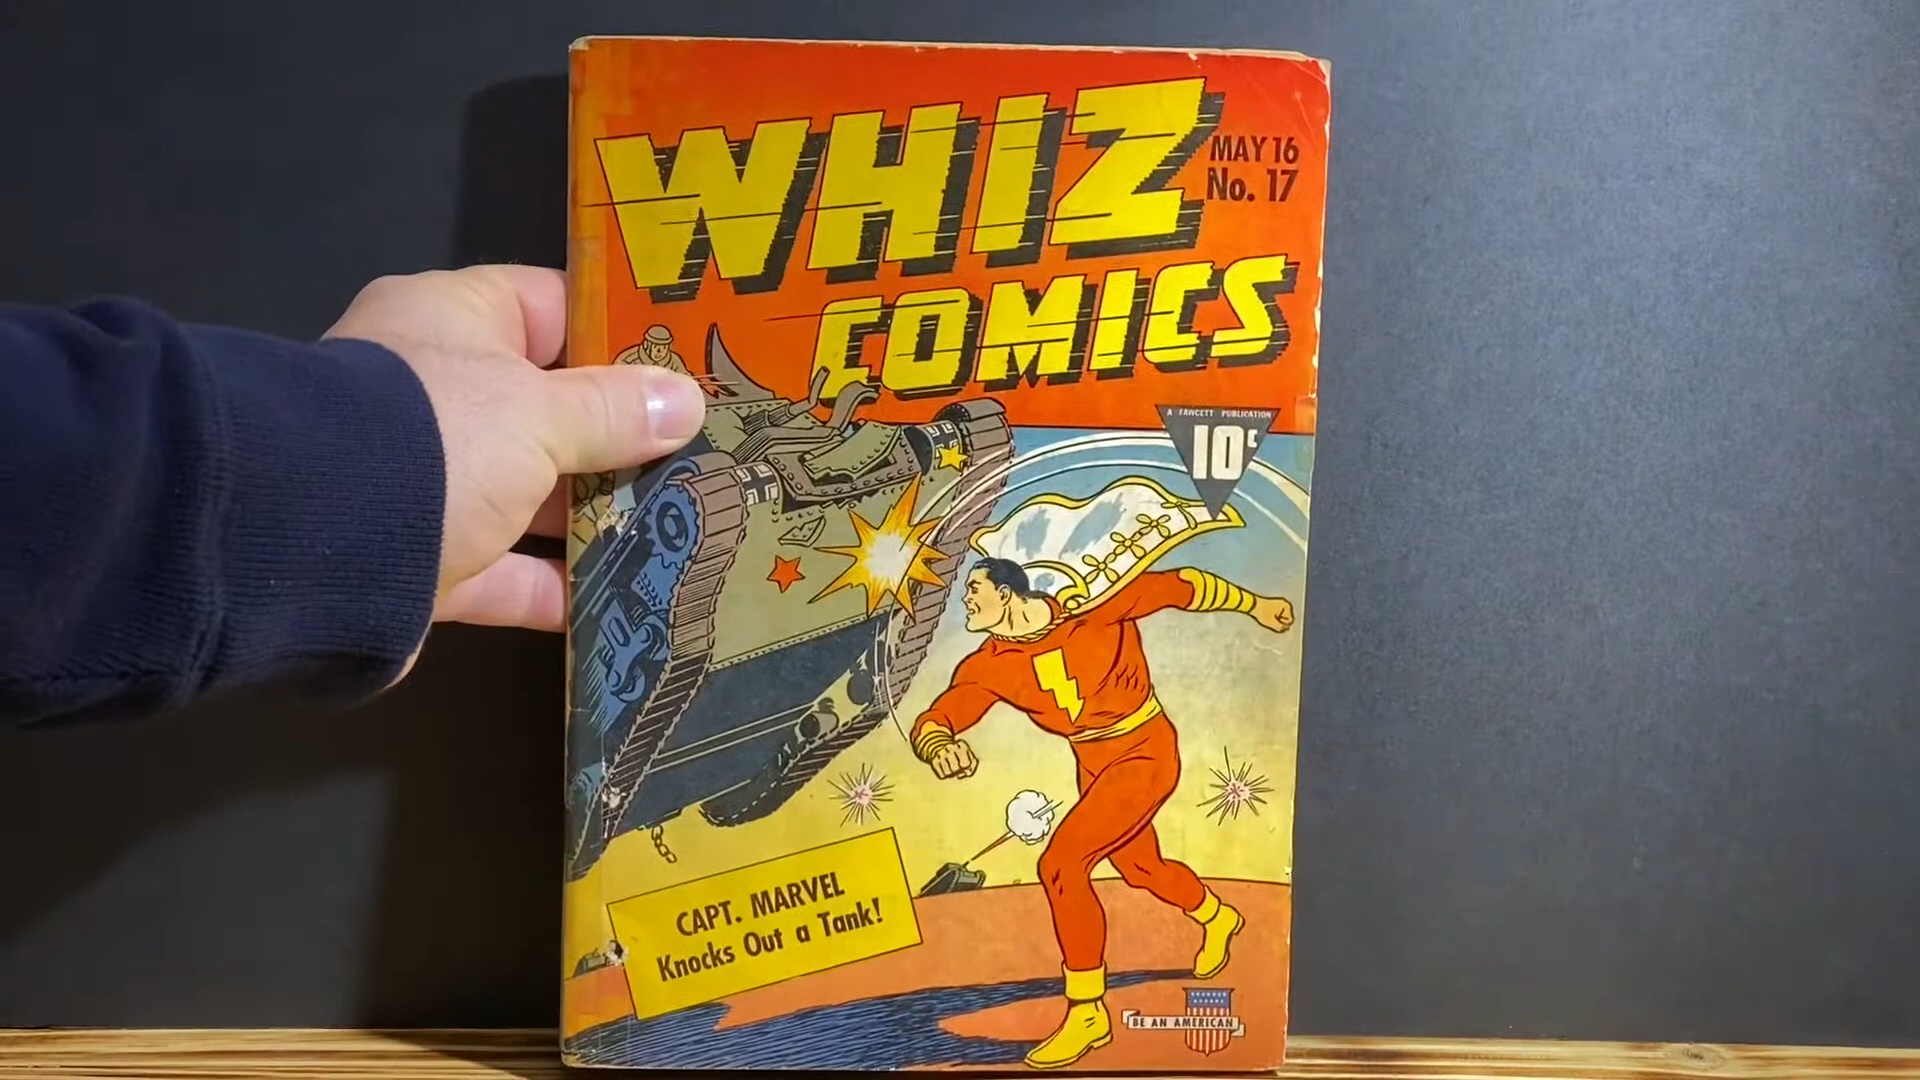 WHIZ
COMICS
MAY 16
No. 17
A FAWCETT PUBLICATION
10¢
CAPT. MARVEL
Knocks Out a Tank!
BE AN AMERICAN